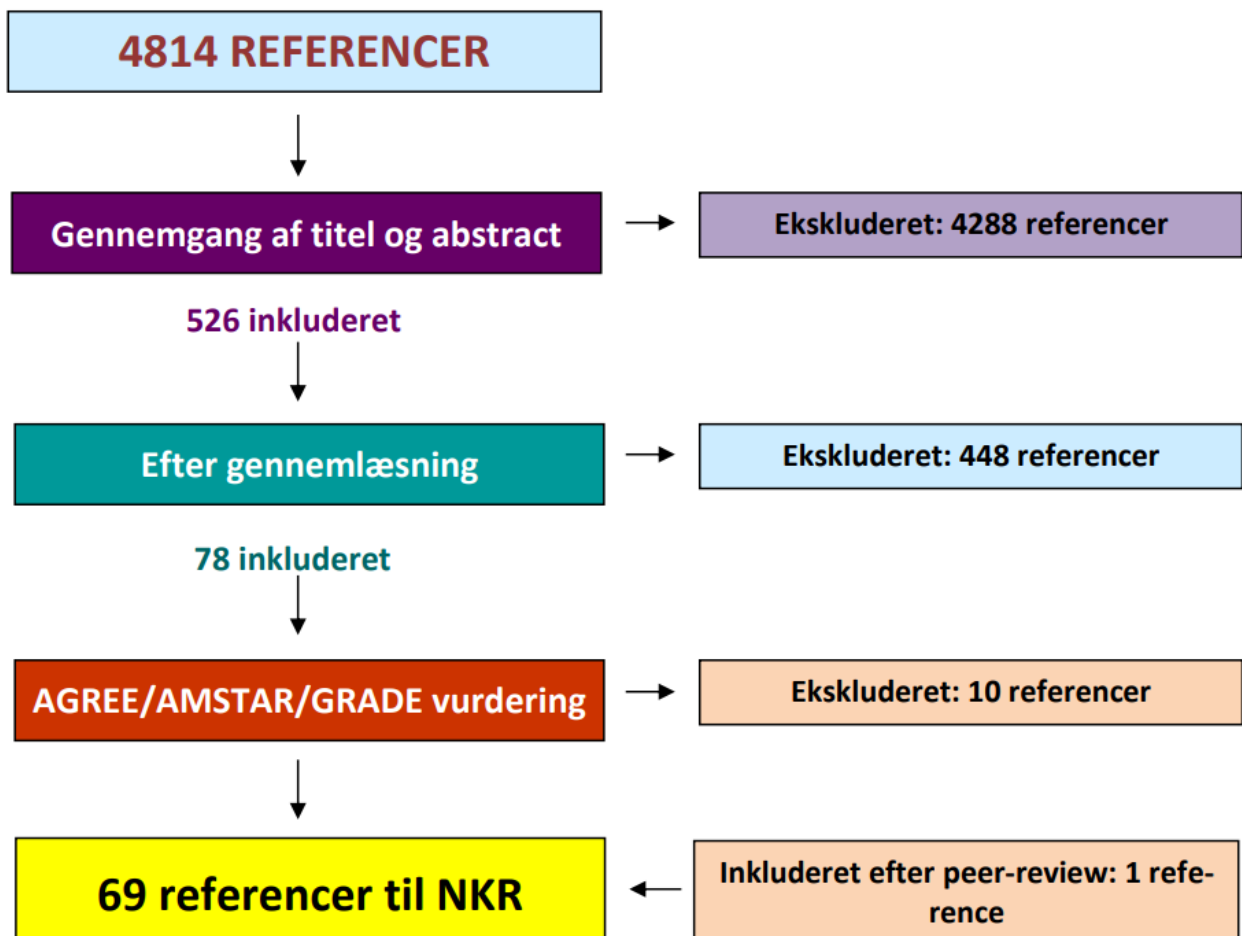 4814 REFERENCER
Gennemgang af titel og abstract
Ekskluderet: 4288 referencer
526 inkluderet
Efter gennemlæsning
Ekskluderet: 448 referencer
78 inkluderet
AGREE/AMSTAR/GRADE vurdering
Ekskluderet: 10 referencer
69 referencer til NKR
Inkluderet efter peer-review: 1 refe-
rence